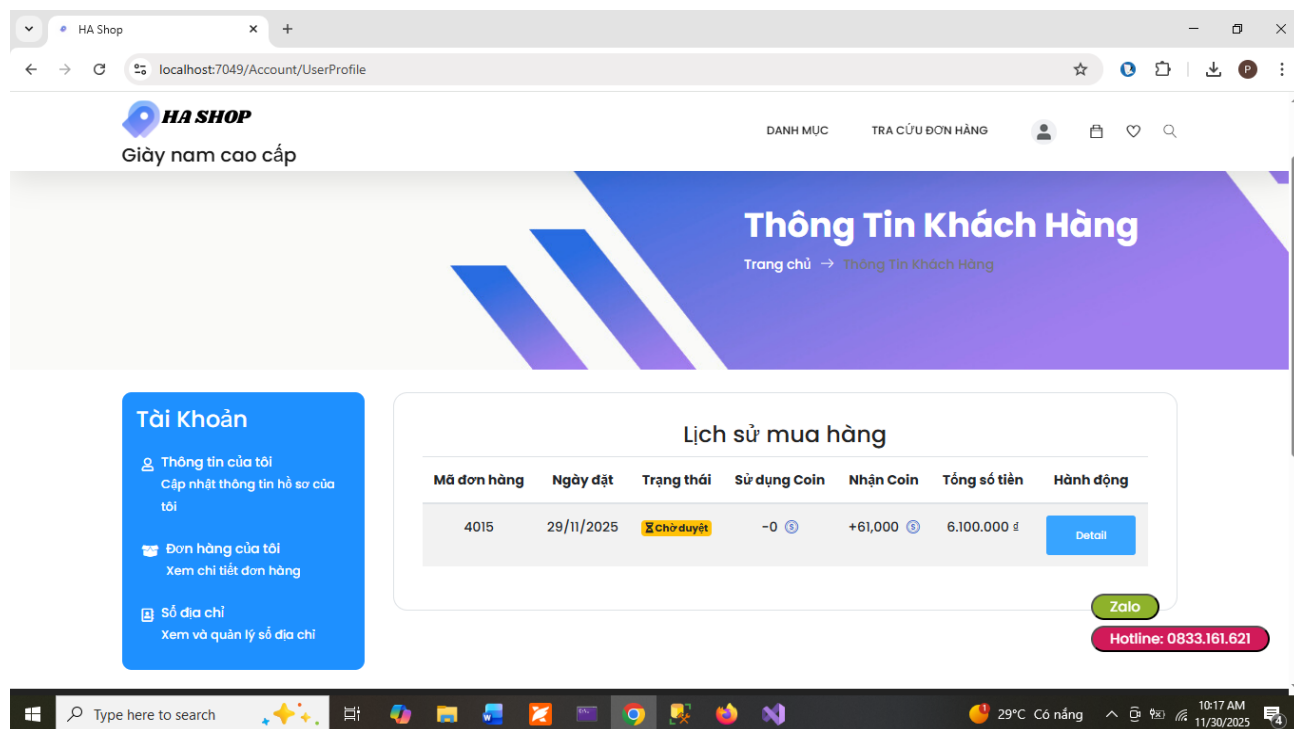 HA Shop
localhost:7049/Account/UserProfile
HA SHOP
Giày nam cao cấp
DANH MỤC
TRA CỨU ĐƠN HÀNG
Thông Tin Khách Hàng
Trang chủ → Thông Tin Khách Hàng
Tài Khoản
Thông tin của tôi
Cập nhật thông tin hồ sơ của
tôi
Đơn hàng của tôi
Xem chi tiết đơn hàng
Sổ địa chỉ
Xem và quản lý sổ địa chỉ
Lịch sử mua hàng
Mã đơn hàng Ngày đặt Trạng thái Sử dụng Coin Nhận Coin Tổng số tiền Hành động
4015 29/11/2025 Chờ duyệt -0 +61,000 6.100.000 ₫ Detail
Zalo
Hotline: 0833.161.621
Type here to search
1
29°C Có nắng
10:17 AM
11/30/2025
4
P